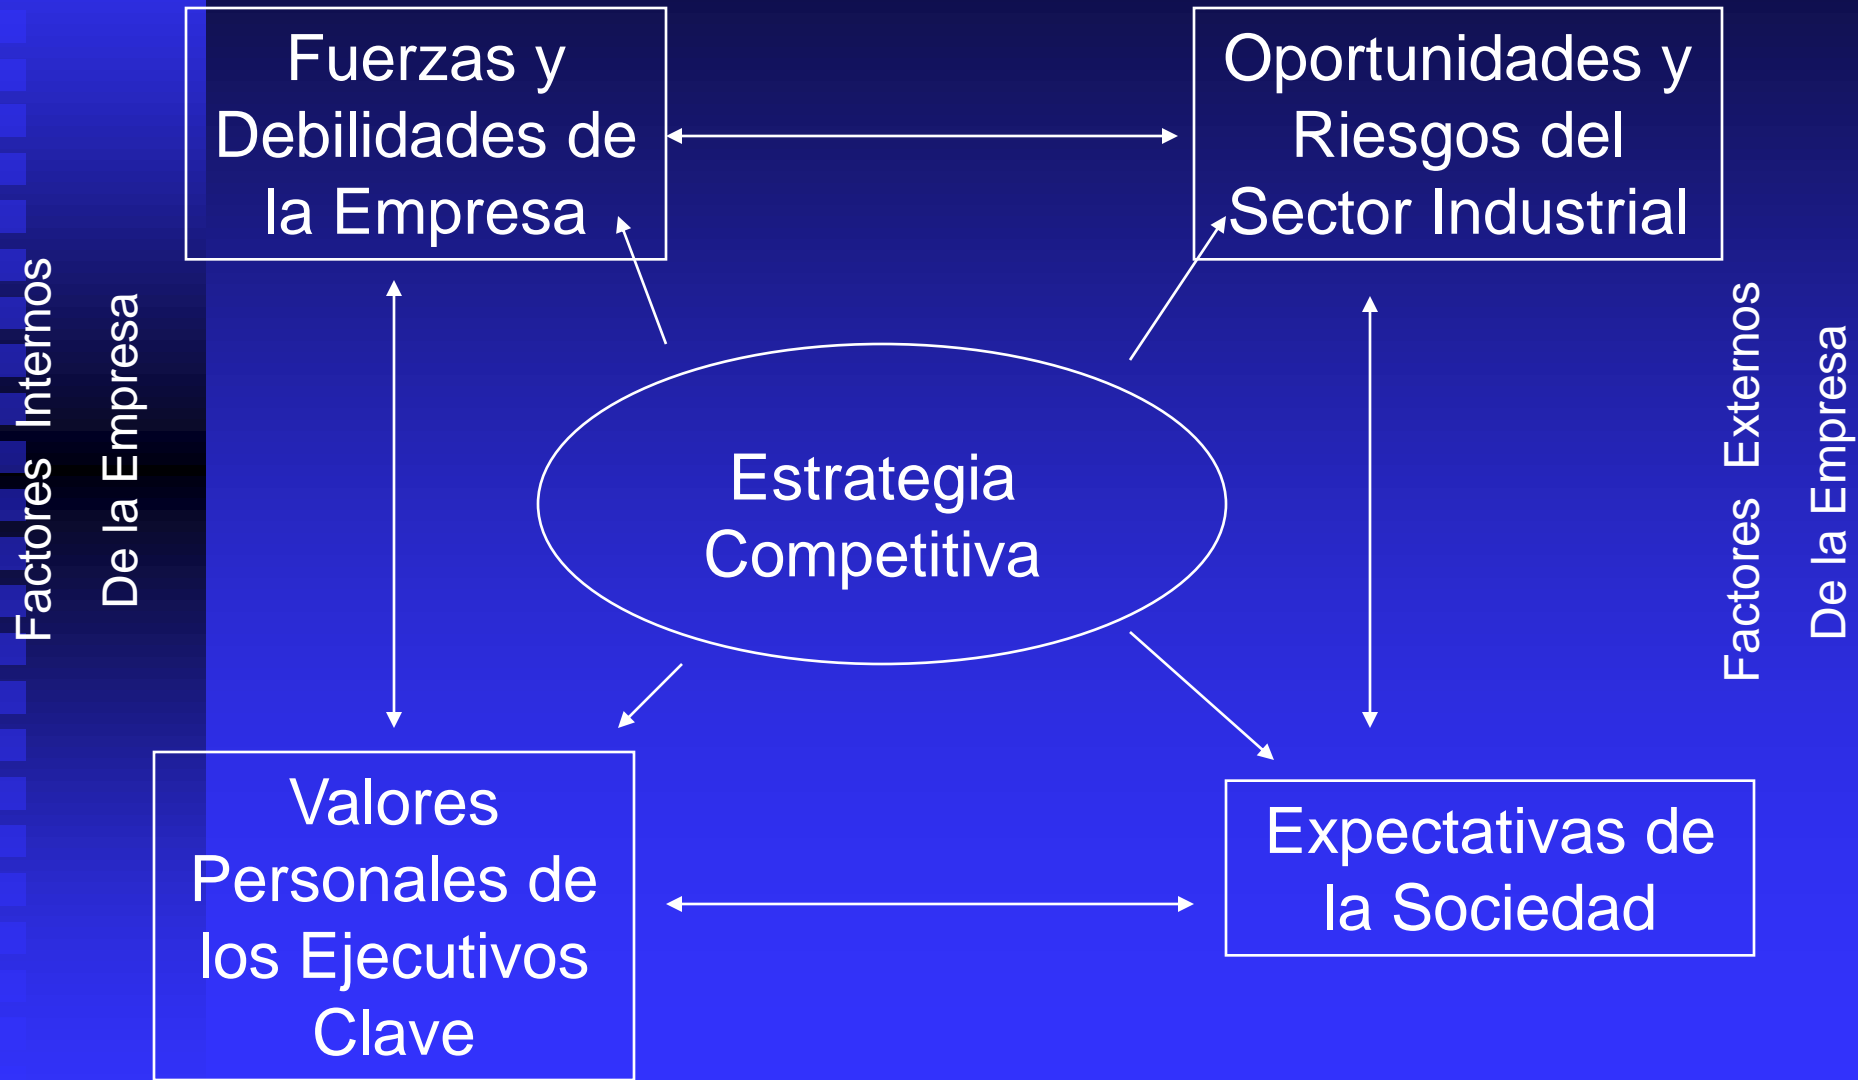 Fuerzas y
Debilidades de
la Empresa
Oportunidades y
Riesgos del
Sector Industrial
Factores Internos
De la Empresa
Estrategia
Competitiva
Factores Externos
De la Empresa
Valores
Personales de
los Ejecutivos
Clave
Expectativas de
la Sociedad